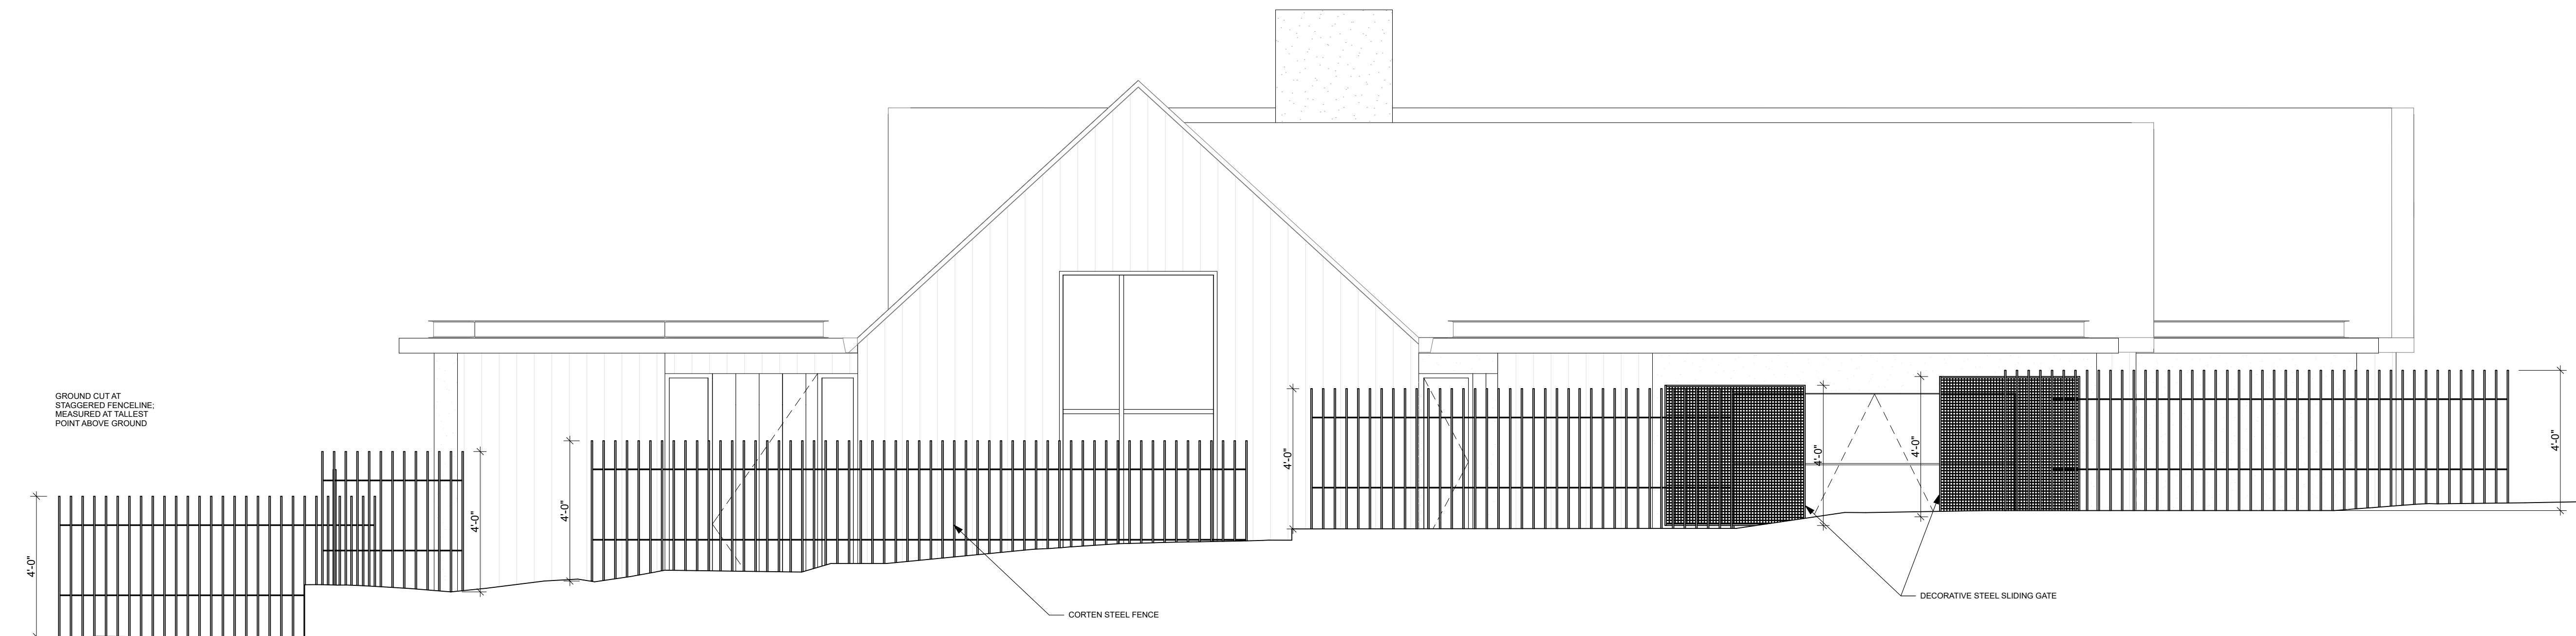 GROUND CUT AT
STAGGERED FENCELINE;
MEASURED AT TALLEST
POINT ABOVE GROUND
4'-0"
4'-0"
4'-0"
4'-0"
4'-0"
4'-0"
4'-0"
CORTEN STEEL FENCE
DECORATIVE STEEL SLIDING GATE